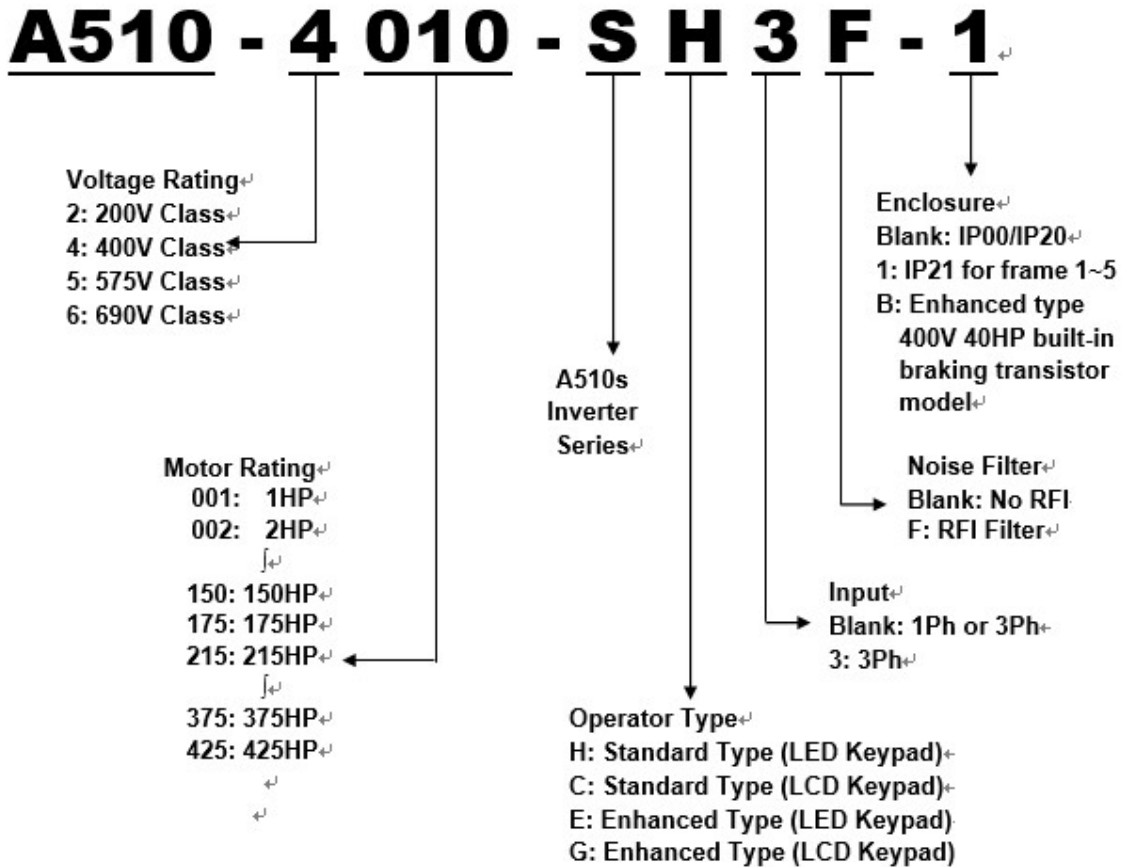 A510 - 4 010 - S H 3 F - 1↵
Voltage Rating↵
2: 200V Class↵
4: 400V Class↵
5: 575V Class↵
6: 690V Class↵
Motor Rating↵
001: 1HP↵
002: 2HP↵
∫↵
150: 150HP↵
175: 175HP↵
215: 215HP↵
∫↵
375: 375HP↵
425: 425HP↵
↵
↵
A510s
Inverter
Series↵
Operator Type↵
H: Standard Type (LED Keypad)↵
C: Standard Type (LCD Keypad)↵
E: Enhanced Type (LED Keypad)
G: Enhanced Type (LCD Keypad)
Input↵
Blank: 1Ph or 3Ph↵
3: 3Ph↵
Noise Filter↵
Blank: No RFI
F: RFI Filter↵
Enclosure↵
Blank: IP00/IP20↵
1: IP21 for frame 1~5
B: Enhanced type
400V 40HP built-in
braking transistor
model↵